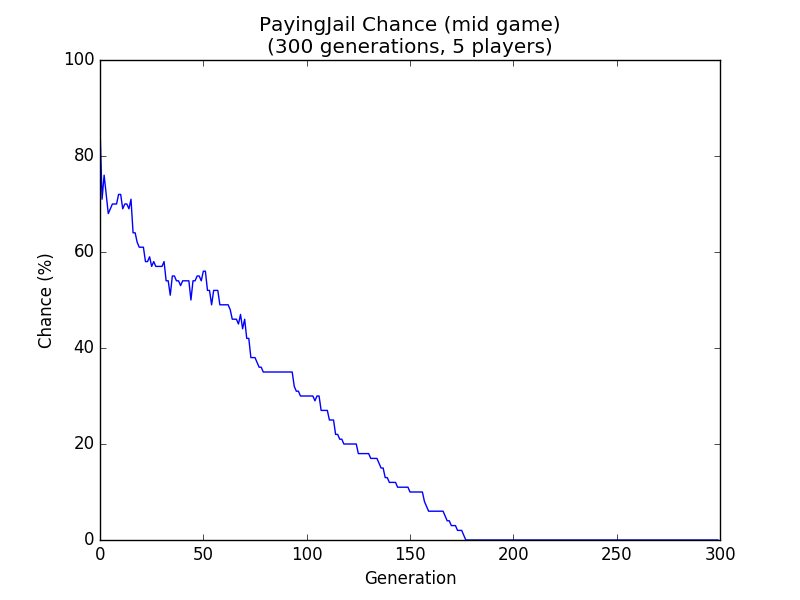 PayingJail Chance (mid game)
(300 generations, 5 players)
100
80
60
40
20
0
Chance (%)
0 50 100 150 200 250 300
Generation